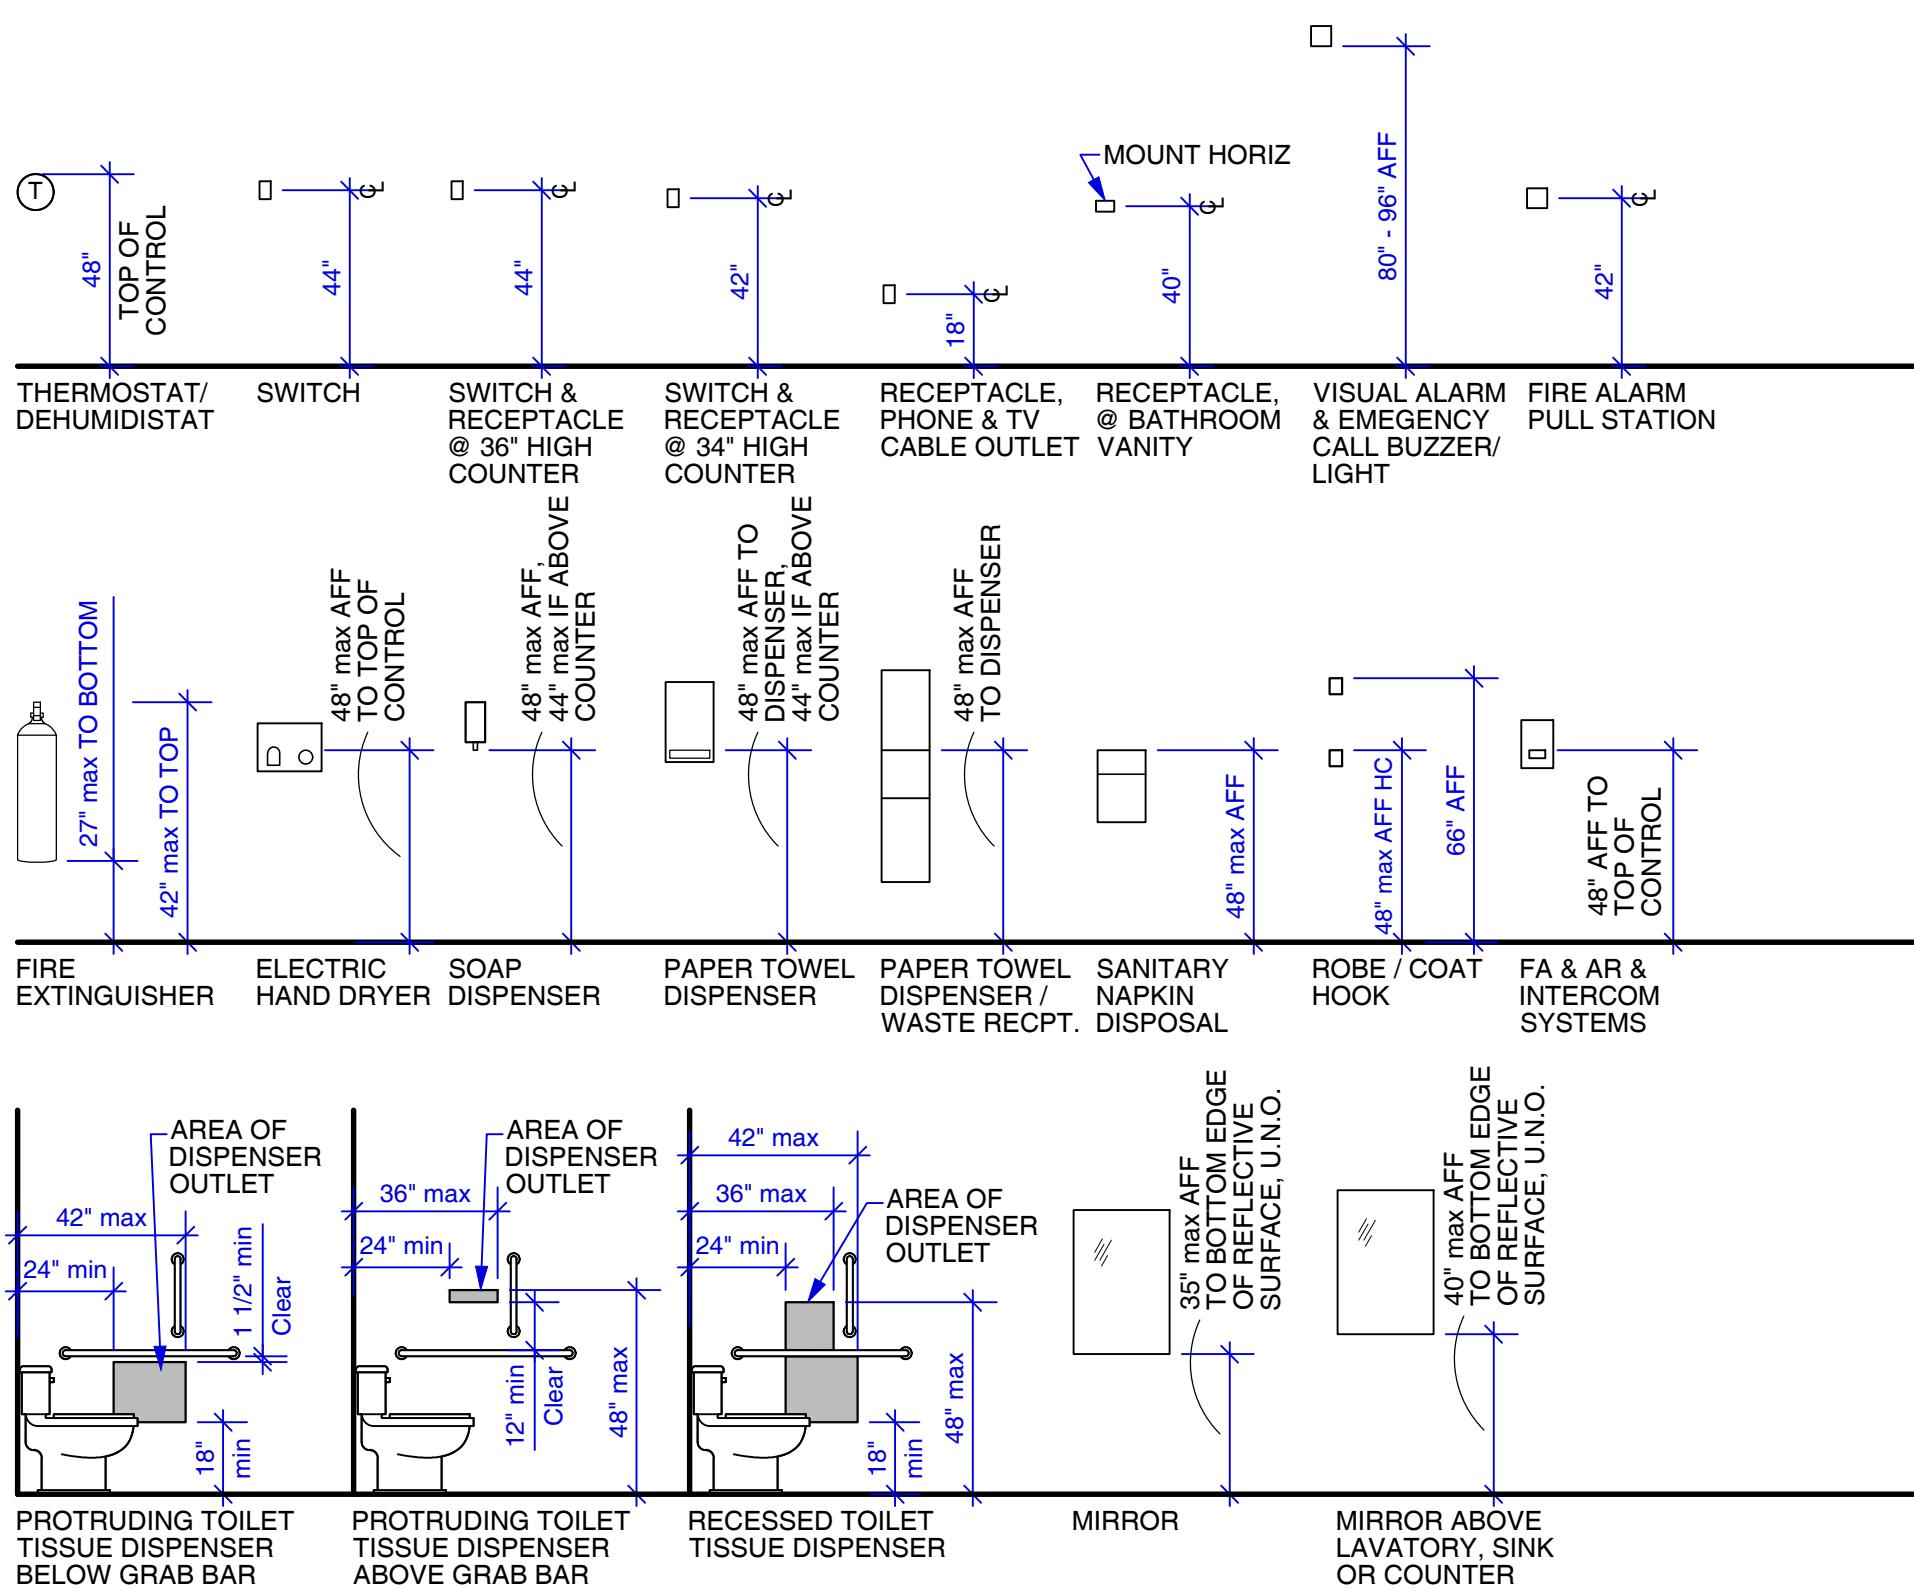 T
48"
TOP OF
CONTROL
THERMOSTAT/
DEHUMIDISTAT
44"
CL
SWITCH
44"
CL
SWITCH &
RECEPTACLE
@ 36" HIGH
COUNTER
42"
CL
SWITCH &
RECEPTACLE
@ 34" HIGH
COUNTER
18"
CL
RECEPTACLE,
PHONE & TV
CABLE OUTLET
MOUNT HORIZ
40"
CL
RECEPTACLE,
@ BATHROOM
VANITY
80" - 96" AFF
VISUAL ALARM
& EMEGENCY
CALL BUZZER/
LIGHT
42"
CL
FIRE ALARM
PULL STATION
27" max TO BOTTOM
42" max TO TOP
FIRE
EXTINGUISHER
48" max AFF
TO TOP OF
CONTROL
ELECTRIC
HAND DRYER
48" max AFF,
44" max IF ABOVE
COUNTER
SOAP
DISPENSER
48" max AFF TO
DISPENSER,
44" max IF ABOVE
COUNTER
PAPER TOWEL
DISPENSER
48" max AFF
TO DISPENSER
PAPER TOWEL
DISPENSER /
WASTE RECPT.
48" max AFF
SANITARY
NAPKIN
DISPOSAL
48" max AFF HC
66" AFF
ROBE / COAT
HOOK
48" AFF TO
TOP OF
CONTROL
FA & AR &
INTERCOM
SYSTEMS
AREA OF
DISPENSER
OUTLET
42" max
24" min
1 1/2" min
Clear
18"
min
PROTRUDING TOILET
TISSUE DISPENSER
BELOW GRAB BAR
AREA OF
DISPENSER
OUTLET
36" max
24" min
12" min
Clear
48" max
PROTRUDING TOILET
TISSUE DISPENSER
ABOVE GRAB BAR
42" max
36" max
24" min
AREA OF
DISPENSER
OUTLET
18"
min
48" max
RECESSED TOILET
TISSUE DISPENSER
35" max AFF
TO BOTTOM EDGE
OF REFLECTIVE
SURFACE, U.N.O.
MIRROR
40" max AFF
TO BOTTOM EDGE
OF REFLECTIVE
SURFACE, U.N.O.
MIRROR ABOVE
LAVATORY, SINK
OR COUNTER